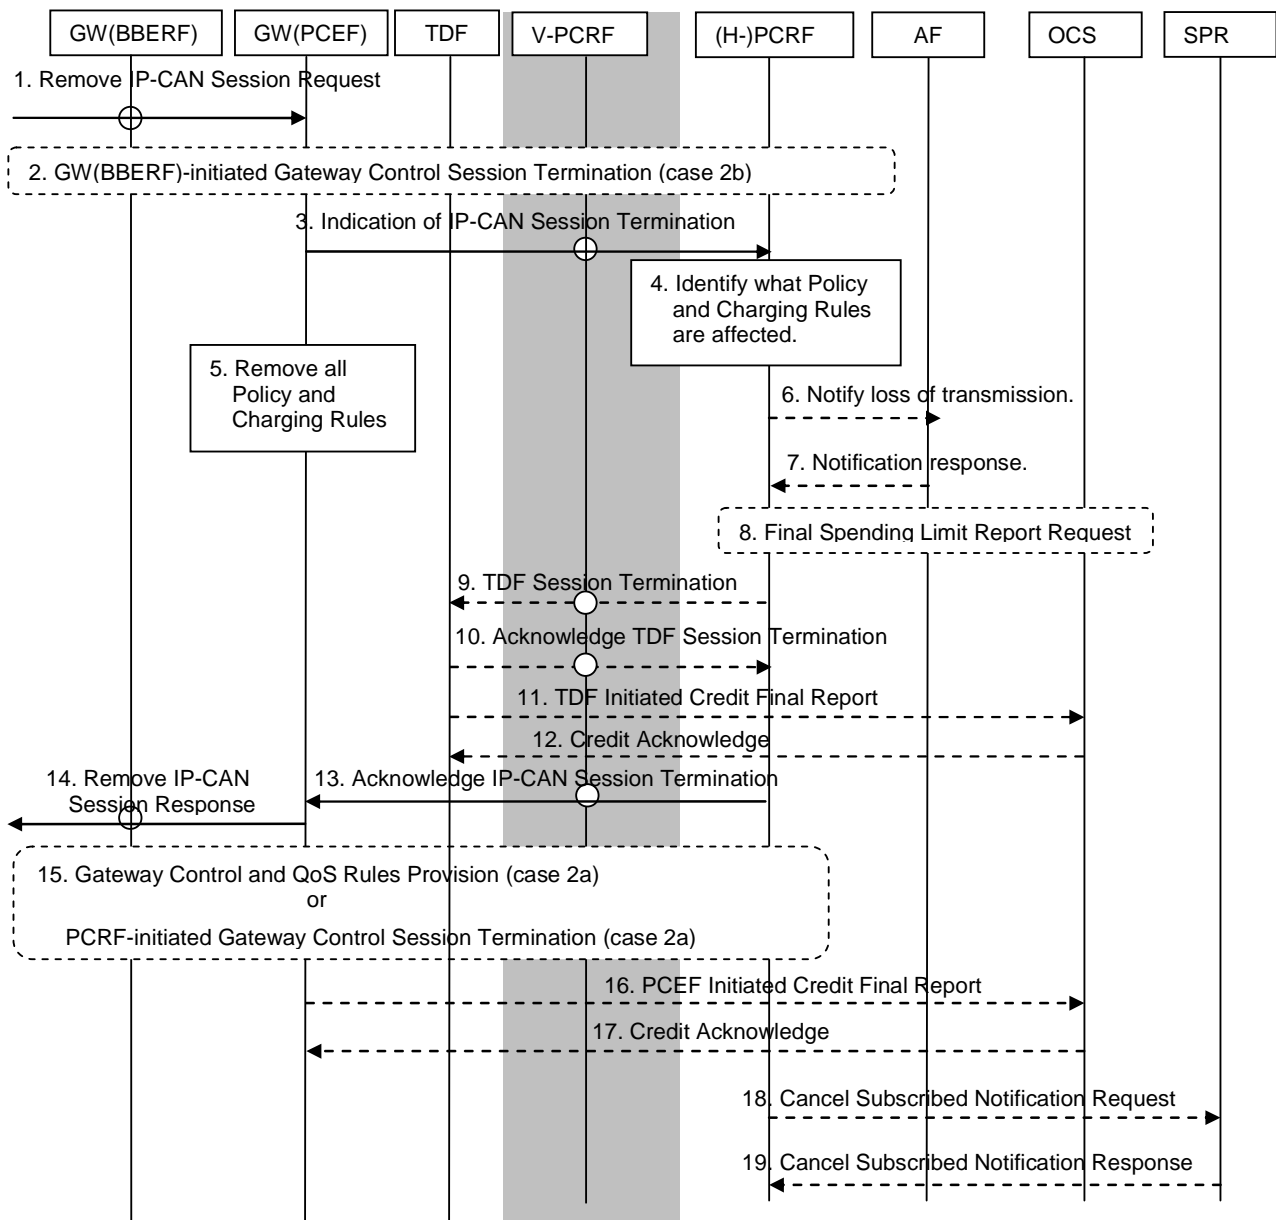 GW(BBERF)
GW(PCEF)
TDF
V-PCRF
(H-)PCRF
AF
OCS
SPR
1. Remove IP-CAN Session Request
2. GW(BBERF)-initiated Gateway Control Session Termination (case 2b)
3. Indication of IP-CAN Session Termination
4. Identify what Policy
and Charging Rules
are affected.
5. Remove all
Policy and
Charging Rules
6. Notify loss of transmission.
7. Notification response.
8. Final Spending Limit Report Request
9. TDF Session Termination
10. Acknowledge TDF Session Termination
11. TDF Initiated Credit Final Report
12. Credit Acknowledge
13. Acknowledge IP-CAN Session Termination
14. Remove IP-CAN
Session Response
15. Gateway Control and QoS Rules Provision (case 2a)
or
PCRF-initiated Gateway Control Session Termination (case 2a)
16. PCEF Initiated Credit Final Report
17. Credit Acknowledge
18. Cancel Subscribed Notification Request
19. Cancel Subscribed Notification Response